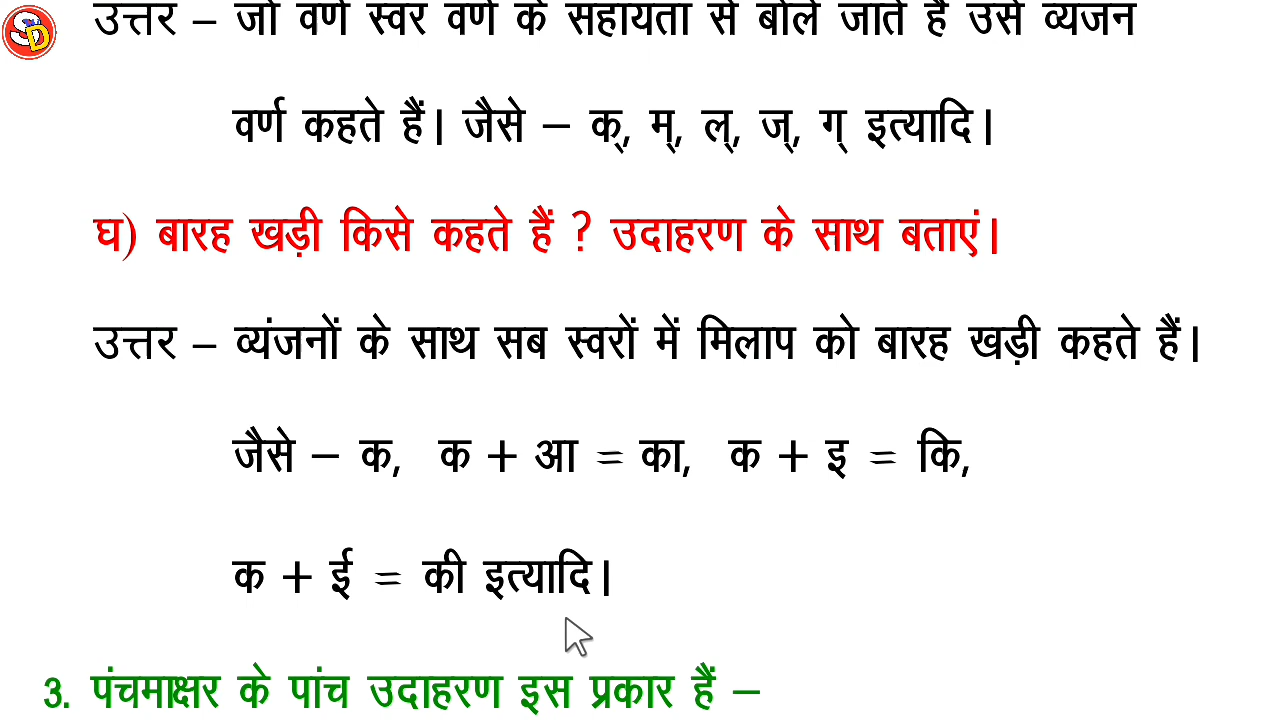 उत्तर – जो वर्ण स्वर वर्ण के सहायता से बोले जाते हैं उसे व्यंजन
वर्ण कहते हैं। जैसे – क्, म्, ल्, ज्, ग् इत्यादि।
घ) बारह खड़ी किसे कहते हैं ? उदाहरण के साथ बताएं।
उत्तर – व्यंजनों के साथ सब स्वरों में मिलाप को बारह खड़ी कहते हैं।
जैसे – क, क + आ = का, क + इ = कि,
क + ई = की इत्यादि।
3. पंचमाक्षर के पांच उदाहरण इस प्रकार हैं –